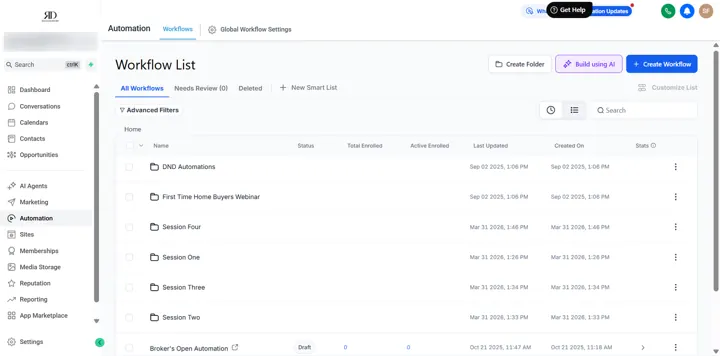 RD
Wha
Get Help
ation Updates
BF
Automation
Workflows
Global Workflow Settings
Search
ctrl K
Dashboard
Conversations
Calendars
Contacts
Opportunities
AI Agents
Marketing
Automation
Sites
Memberships
Media Storage
Reputation
Reporting
App Marketplace
Settings
Workflow List
Create Folder
Build using AI
+ Create Workflow
All Workflows
Needs Review (0)
Deleted
+ New Smart List
Customize List
Advanced Filters
Search
Home
Name Status Total Enrolled Active Enrolled Last Updated Created On Stats
DND Automations Sep 02 2025, 1:06 PM Sep 02 2025, 1:06 PM
First Time Home Buyers Webinar Sep 02 2025, 1:06 PM Sep 02 2025, 1:06 PM
Session Four Mar 31 2026, 1:46 PM Mar 31 2026, 1:46 PM
Session One Mar 31 2026, 1:26 PM Mar 31 2026, 1:26 PM
Session Three Mar 31 2026, 1:34 PM Mar 31 2026, 1:34 PM
Session Two Mar 31 2026, 1:33 PM Mar 31 2026, 1:33 PM
Broker's Open Automation Draft 0 0 Oct 21 2025, 11:47 AM Oct 21 2025, 11:16 AM